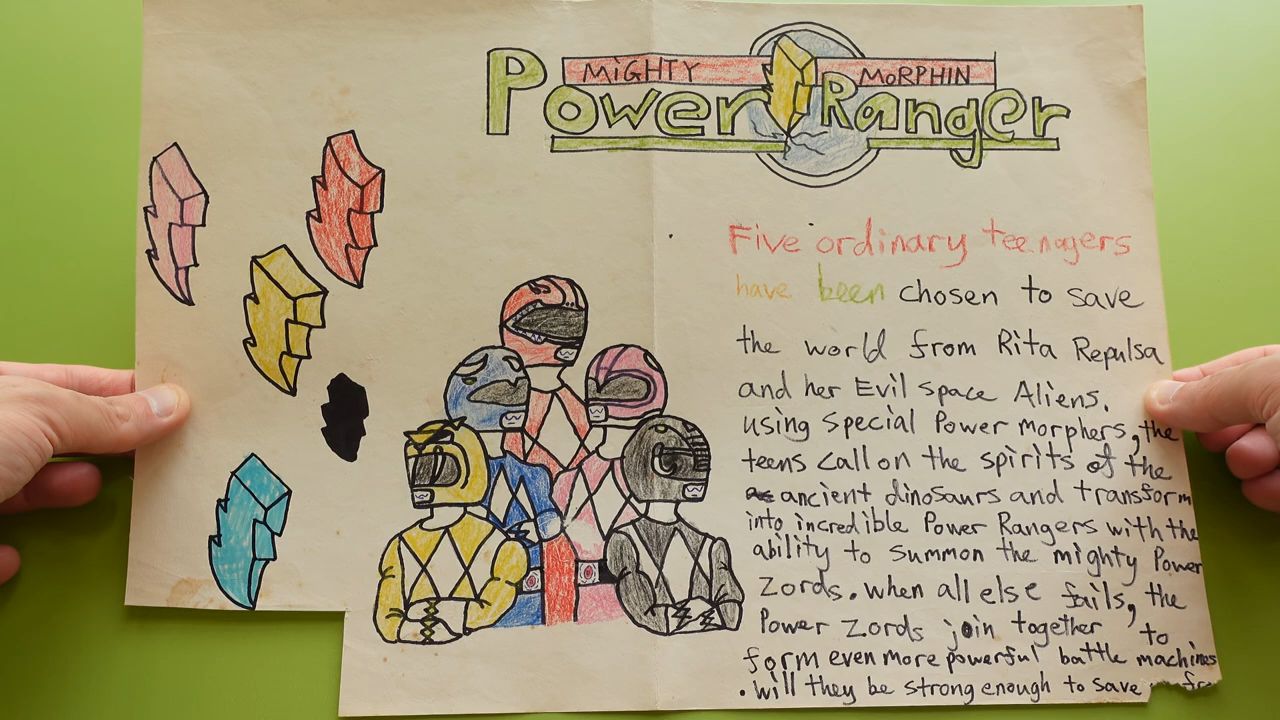 MiGHTY MoRPHIN
Power Ranger
Five ordinary teenagers
have been chosen to save
the world from Rita Repulsa
and her Evil space Aliens.
using special Power morphers, the
teens call on the spirits of the
ancient dinosaurs and transform
into incredible Power Rangers with the
ability to summon the mighty Power
Zords. when all else fails, the
Power Zords join together, to
form even more powerful battle machines
. will they be strong enough to save